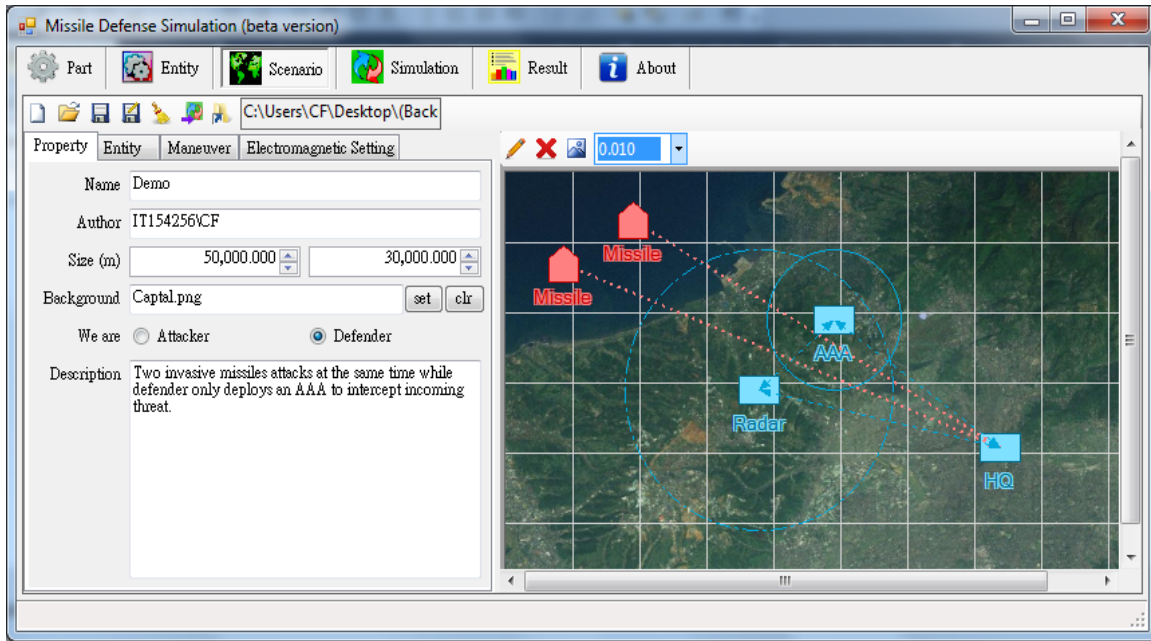 Missile Defense Simulation (beta version)
Part Entity Scenario Simulation Result About
C:\Users\CF\Desktop\(Back
Property Entity Maneuver Electromagnetic Setting
0.010
Name Demo
Author IT154256\CF
Size (m) 50,000.000 30,000.000
Background Captal.png set clr
We are Attacker Defender
Description Two invasive missiles attacks at the same time while
defender only deploys an AAA to intercept incoming
threat.
Missile
Missile
AAA
Radar
HQ